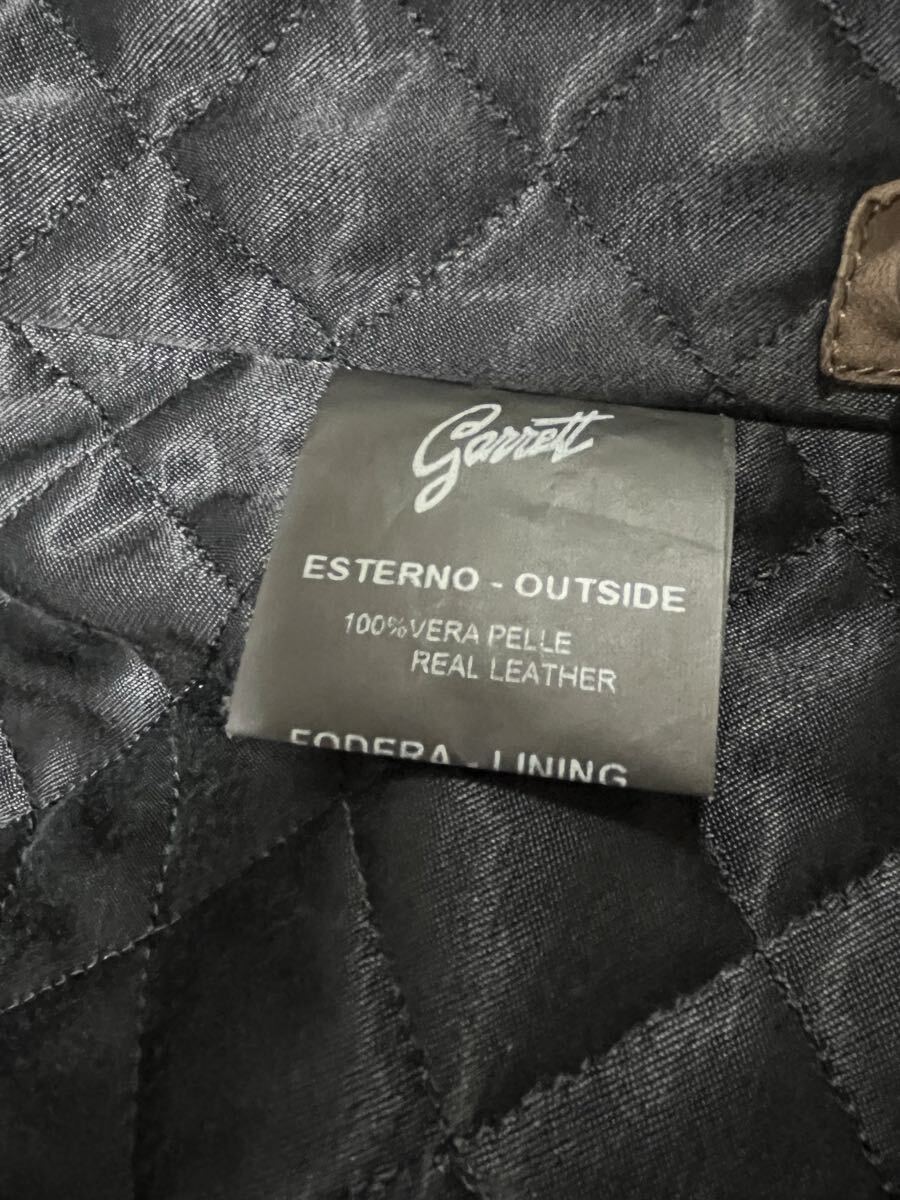 Garrett
ESTERNO - OUTSIDE
100% VERA PELLE
REAL LEATHER
FODERA - LINING